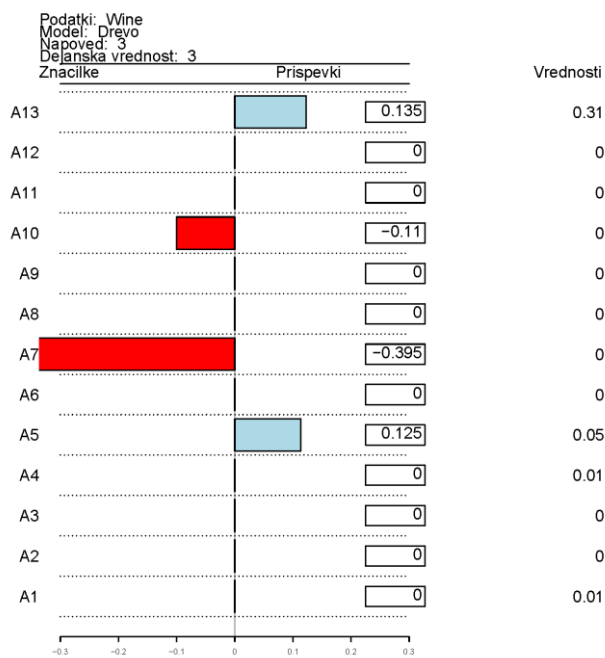 Podatki: Wine
Model: Drevo
Napoved: 3
Dejanska vrednost: 3
Znacilke Prispevki Vrednosti
A13 0.135 0.31
A12 0 0
A11 0 0
A10 −0.11 0
A9 0 0
A8 0 0
A7 −0.395 0
A6 0 0
A5 0.125 0.05
A4 0 0.01
A3 0 0
A2 0 0
A1 0 0.01
−0.3 −0.2 −0.1 0 0.1 0.2 0.3